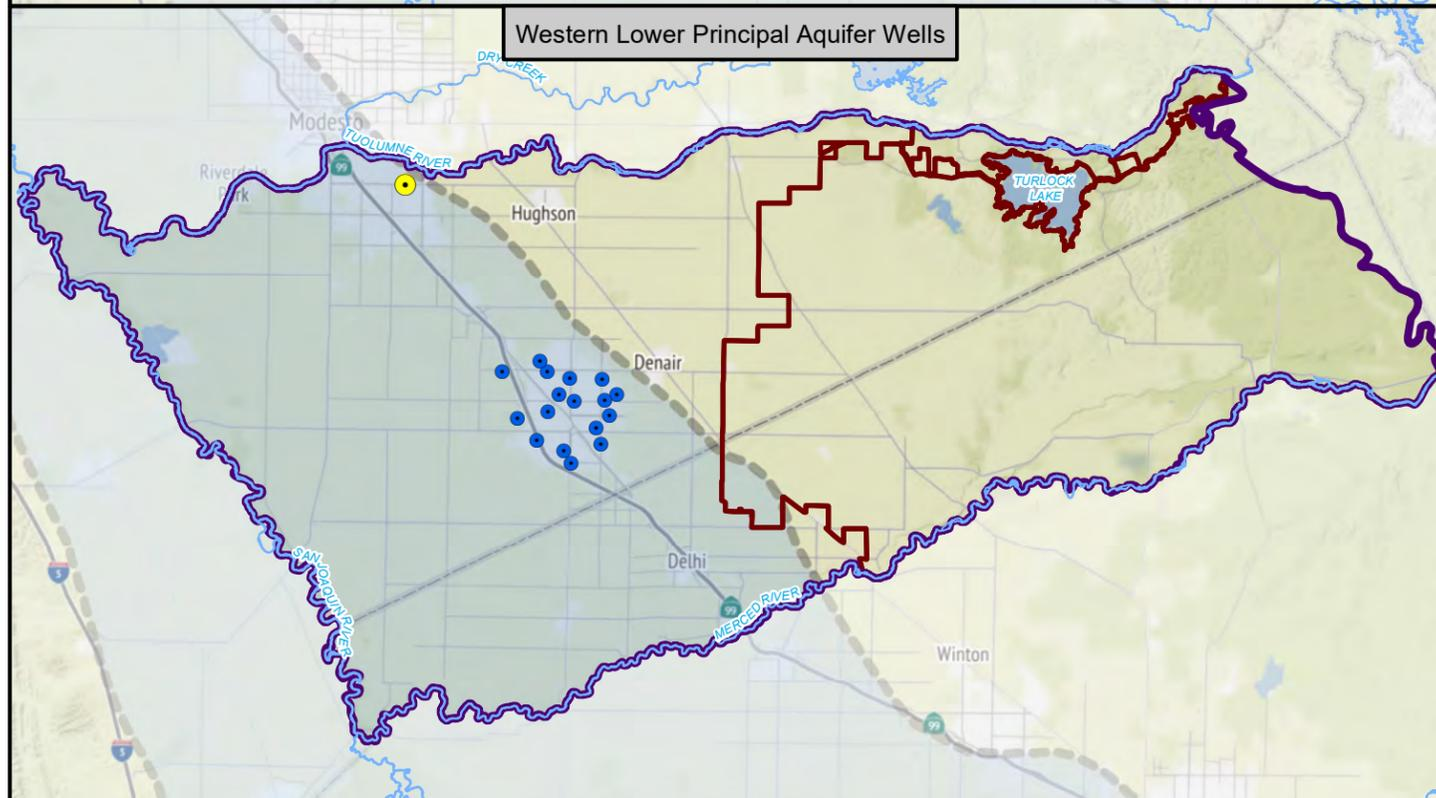 Western Lower Principal Aquifer Wells
DRY CREEK
Modesto
TUOLUMNE RIVER
99
Riverdale
Park
Hughson
TURLOCK
LAKE
Denair
5
SAN JOAQUIN RIVER
Delhi
99
MERCED RIVER
Winton
99
5